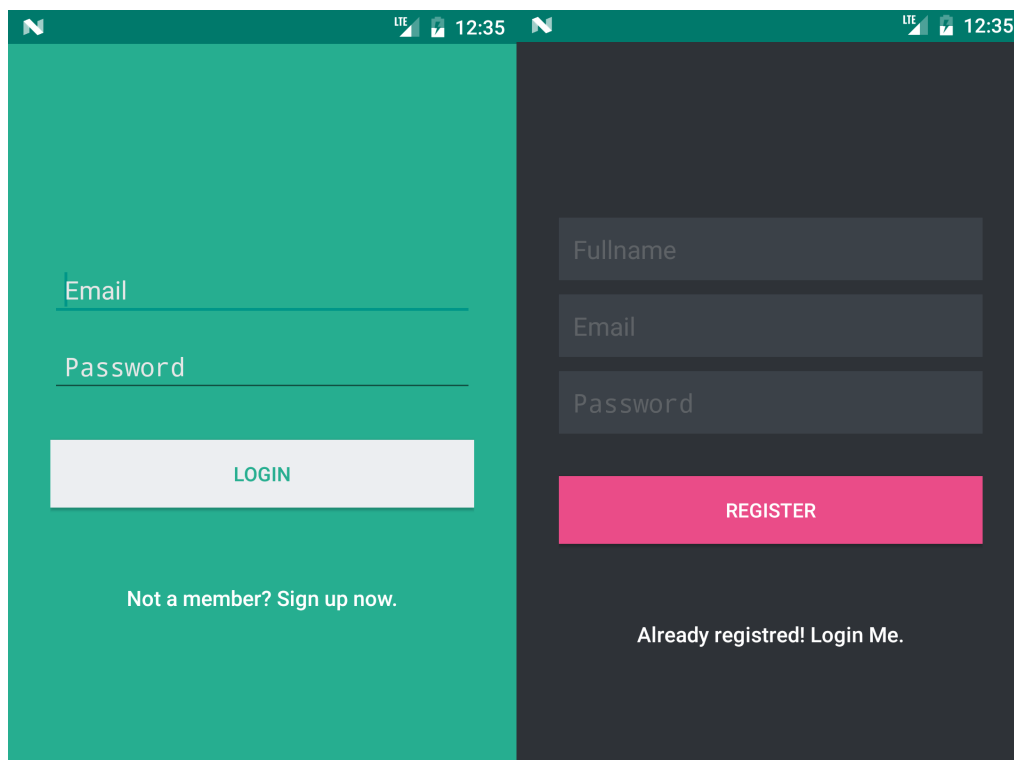 LTE 12:35
Email
Password
LOGIN
Not a member? Sign up now.
LTE 12:35
Fullname
Email
Password
REGISTER
Already registred! Login Me.